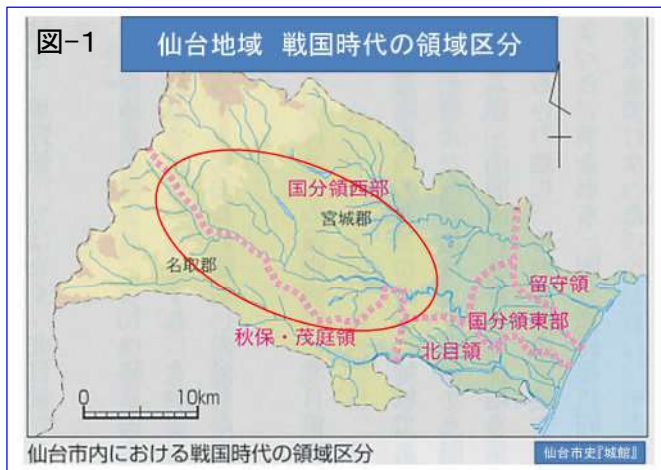 図-1
仙台地域 戦国時代の領域区分
国分領西部
宮城郡
名取郡
留守領
国分領東部
秋保・茂庭領
北目領
0 10km
仙台市内における戦国時代の領域区分
仙台市史『城館』